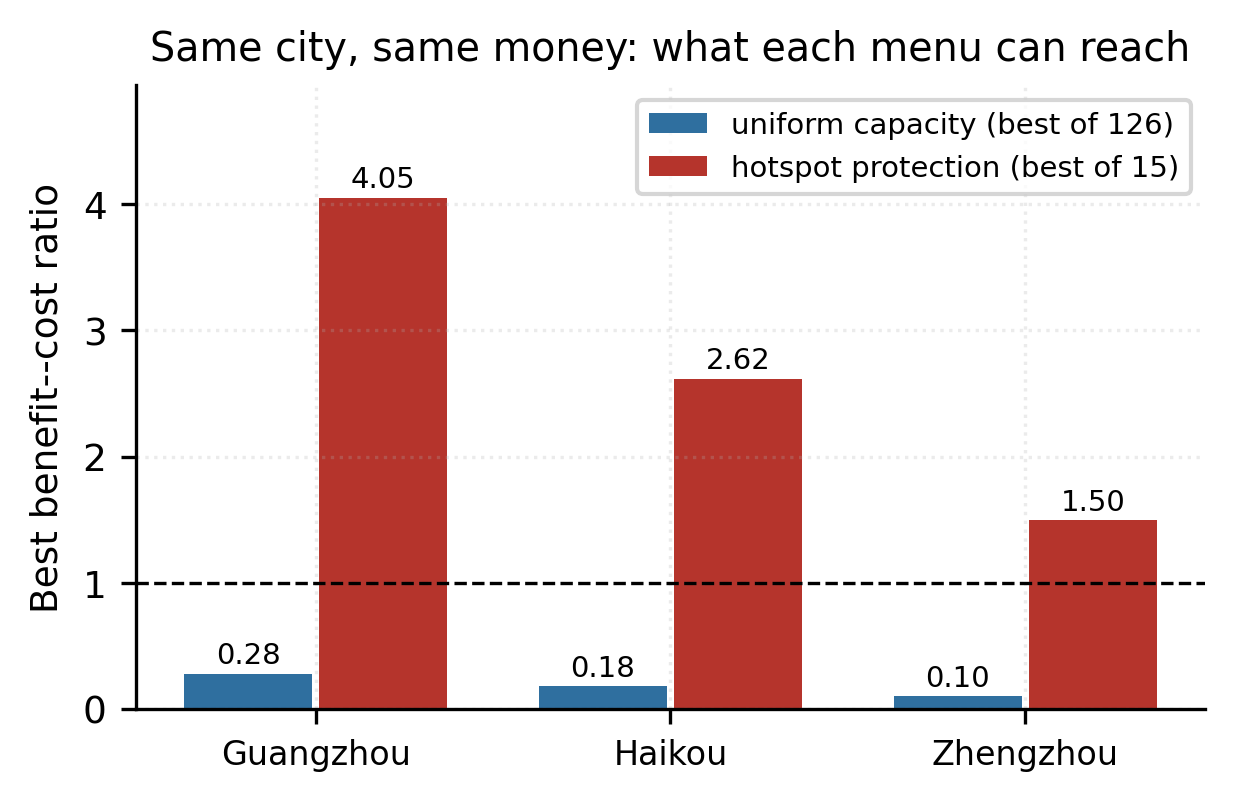 Same city, same money: what each menu can reach
uniform capacity (best of 126)
hotspot protection (best of 15)
Best benefit--cost ratio
4
3
2
1
0
0.28
4.05
0.18
2.62
0.10
1.50
Guangzhou
Haikou
Zhengzhou